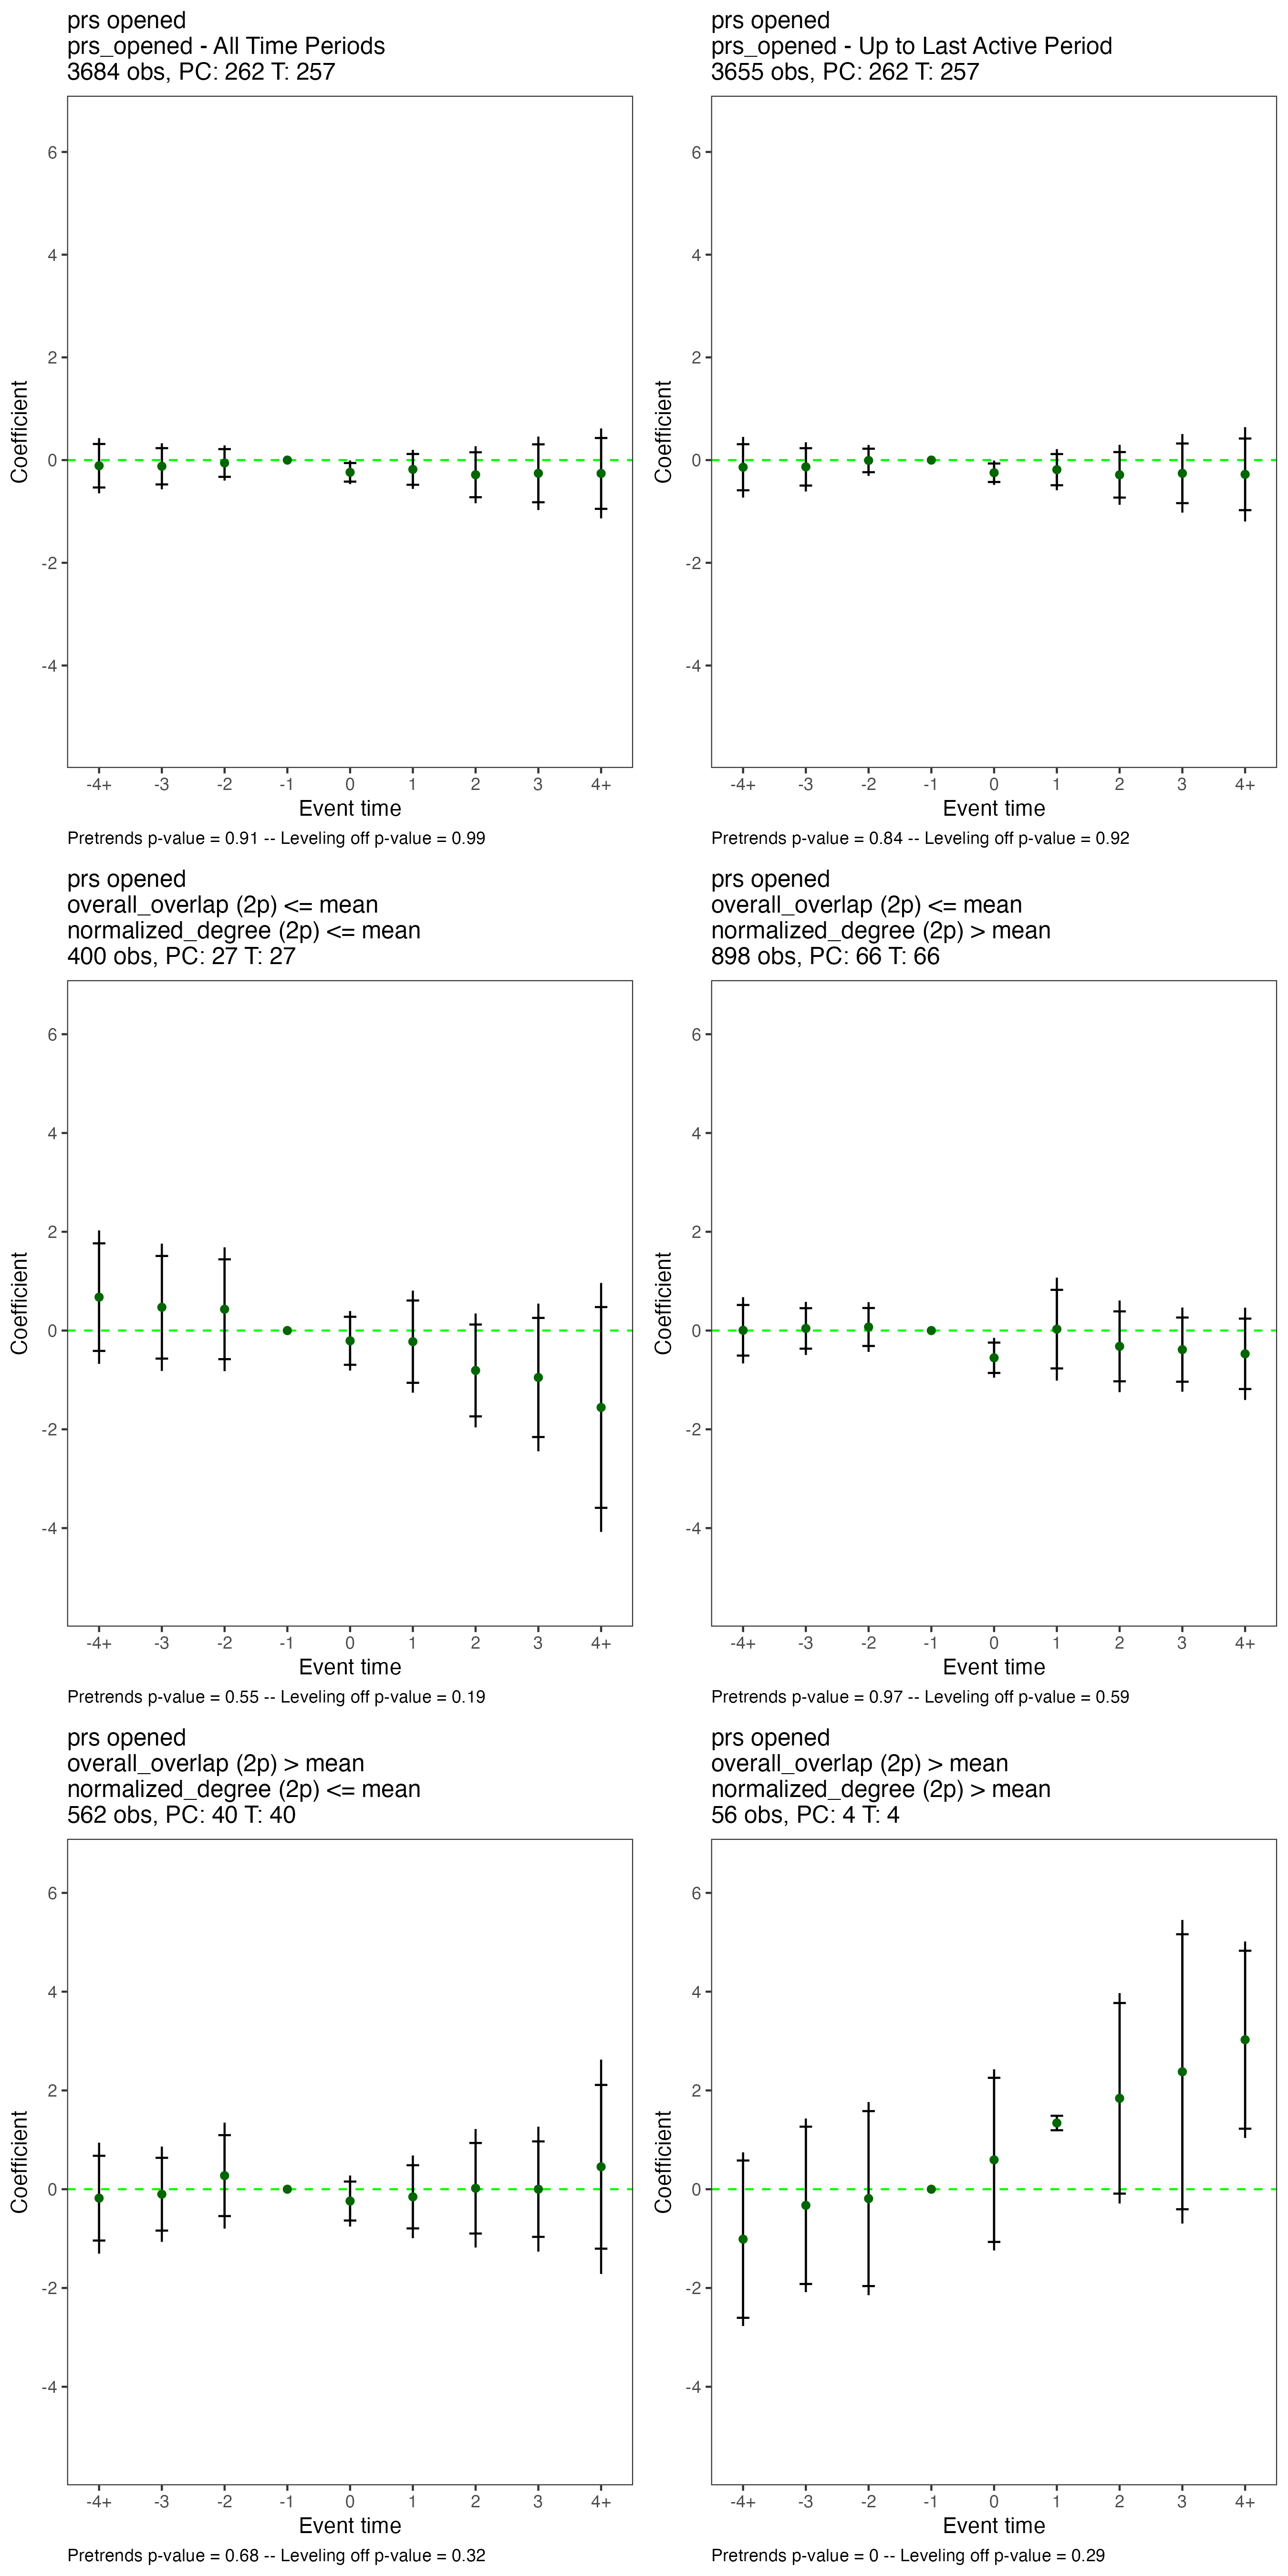 prs opened
prs_opened - All Time Periods
3684 obs, PC: 262 T: 257
Coefficient
6
4
2
0
-2
-4
-4+ -3 -2 -1 0 1 2 3 4+
Event time
Pretrends p-value = 0.91 -- Leveling off p-value = 0.99
prs opened
prs_opened - Up to Last Active Period
3655 obs, PC: 262 T: 257
Coefficient
6
4
2
0
-2
-4
-4+ -3 -2 -1 0 1 2 3 4+
Event time
Pretrends p-value = 0.84 -- Leveling off p-value = 0.92
prs opened
overall_overlap (2p) <= mean
normalized_degree (2p) <= mean
400 obs, PC: 27 T: 27
Coefficient
6
4
2
0
-2
-4
-4+ -3 -2 -1 0 1 2 3 4+
Event time
Pretrends p-value = 0.55 -- Leveling off p-value = 0.19
prs opened
overall_overlap (2p) <= mean
normalized_degree (2p) > mean
898 obs, PC: 66 T: 66
Coefficient
6
4
2
0
-2
-4
-4+ -3 -2 -1 0 1 2 3 4+
Event time
Pretrends p-value = 0.97 -- Leveling off p-value = 0.59
prs opened
overall_overlap (2p) > mean
normalized_degree (2p) <= mean
562 obs, PC: 40 T: 40
Coefficient
6
4
2
0
-2
-4
-4+ -3 -2 -1 0 1 2 3 4+
Event time
Pretrends p-value = 0.68 -- Leveling off p-value = 0.32
prs opened
overall_overlap (2p) > mean
normalized_degree (2p) > mean
56 obs, PC: 4 T: 4
Coefficient
6
4
2
0
-2
-4
-4+ -3 -2 -1 0 1 2 3 4+
Event time
Pretrends p-value = 0 -- Leveling off p-value = 0.29